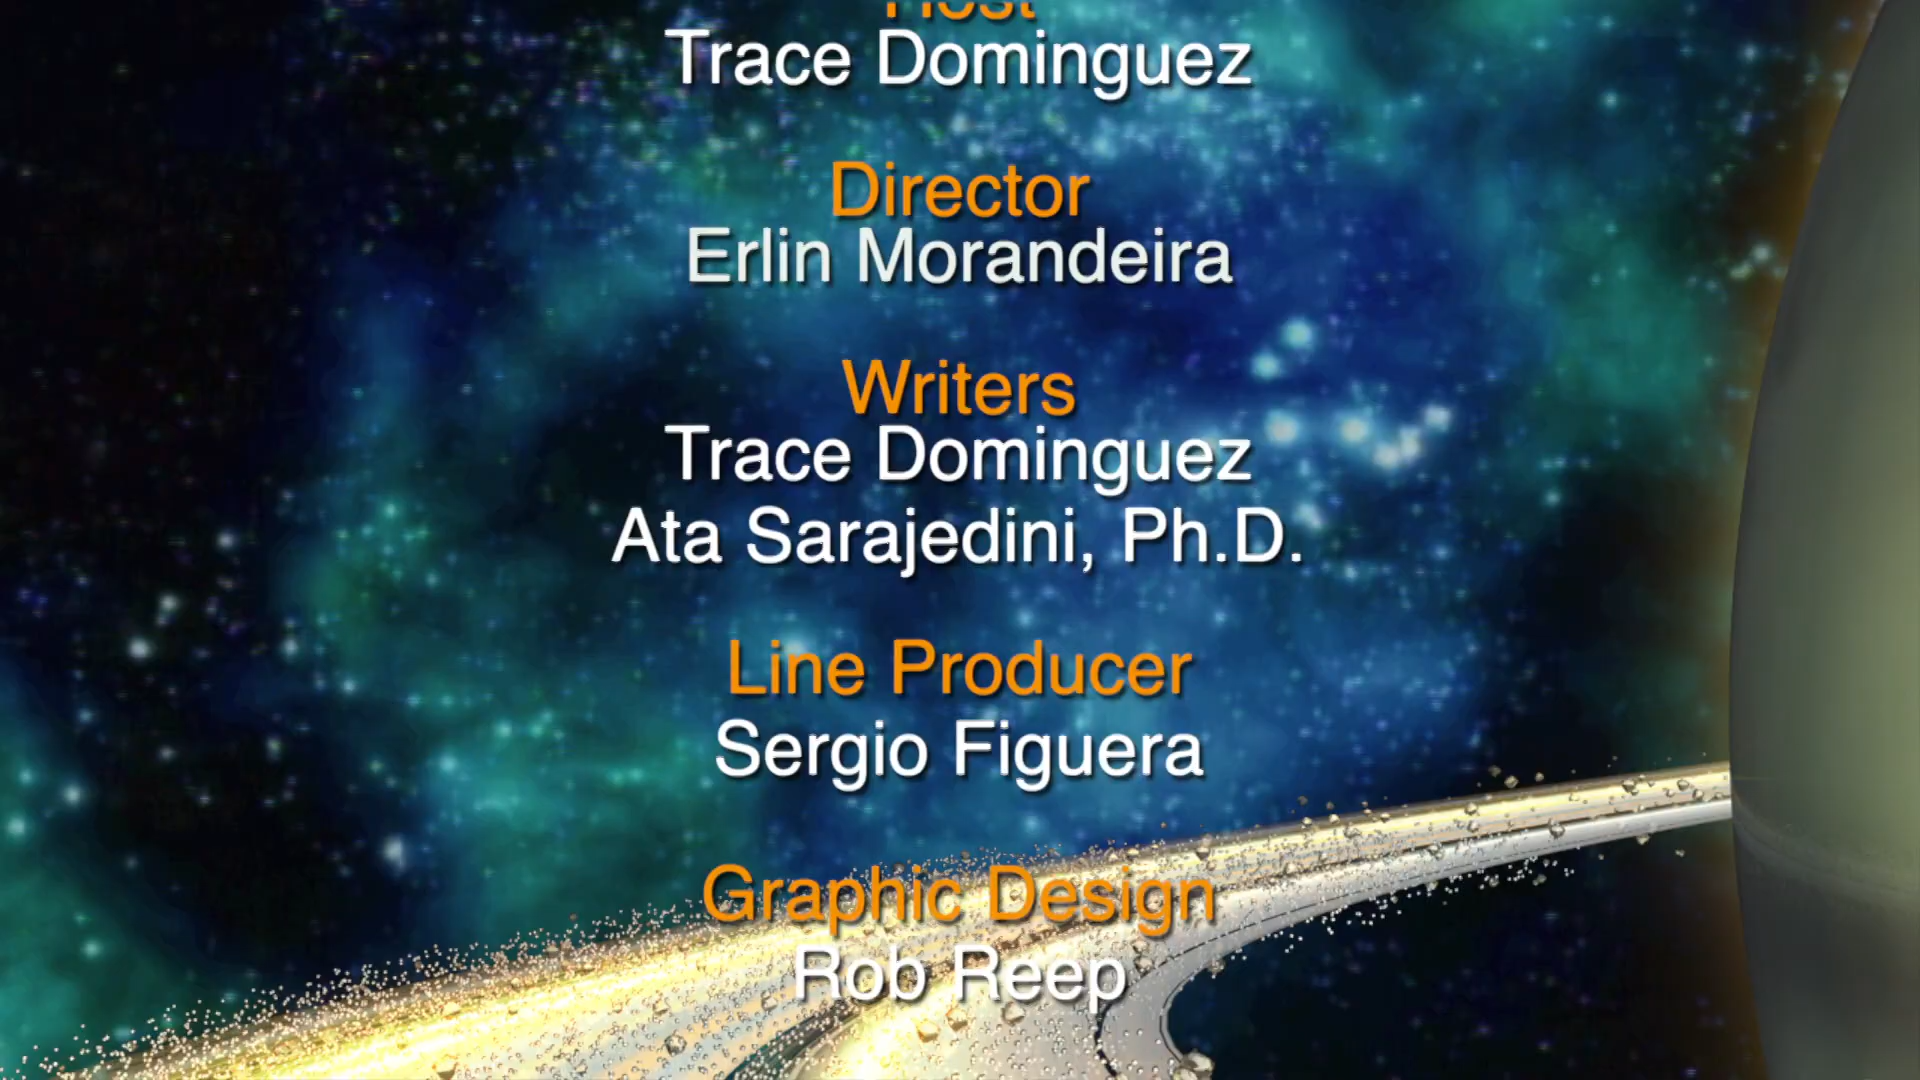 Host
Trace Dominguez
Director
Erlin Morandeira
Writers
Trace Dominguez
Ata Sarajedini, Ph.D.
Line Producer
Sergio Figuera
Graphic Design
Rob Reep